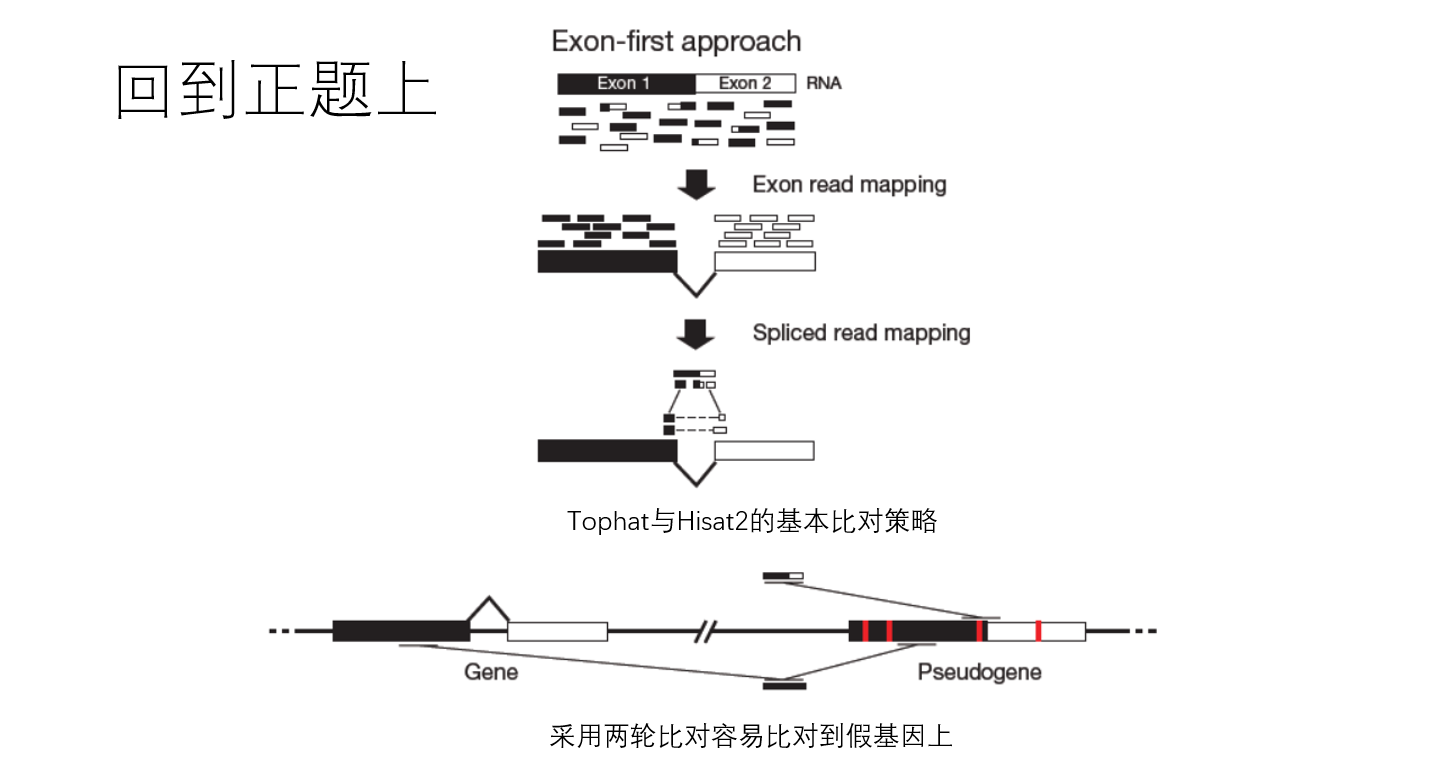 回到正题上
Exon-first approach
Exon 1 Exon 2 RNA
Exon read mapping
Spliced read mapping
Tophat与Hisat2的基本比对策略
Gene Pseudogene
采用两轮比对容易比对到假基因上